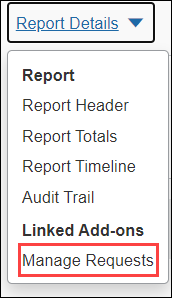 Report Details
Report
Report Header
Report Totals
Report Timeline
Audit Trail
Linked Add-ons
Manage Requests